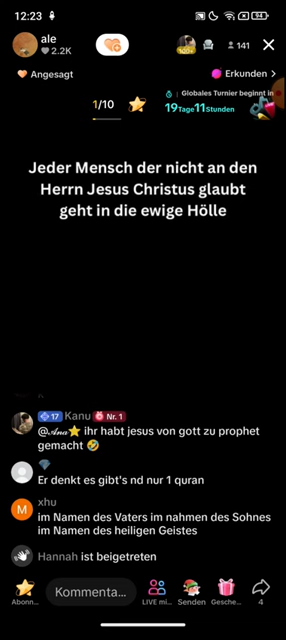 12:23
94
ale
2.2K
141
Angesagt
Erkunden >
1/10
Globales Turnier beginnt in
19Tage11Stunden
Jeder Mensch der nicht an den
Herrn Jesus Christus glaubt
geht in die ewige Hölle
17 Kanu Nr. 1
@𝓐𝓷𝓪⭐ ihr habt jesus von gott zu prophet
gemacht 🤣
💎
Er denkt es gibt's nd nur 1 quran
M
xhu
im Namen des Vaters im nahmen des Sohnes
im Namen des heiligen Geistes
Hannah ist beigetreten
Kommenta...
Abonn...
LIVE mi...
Senden
Gesche...
4